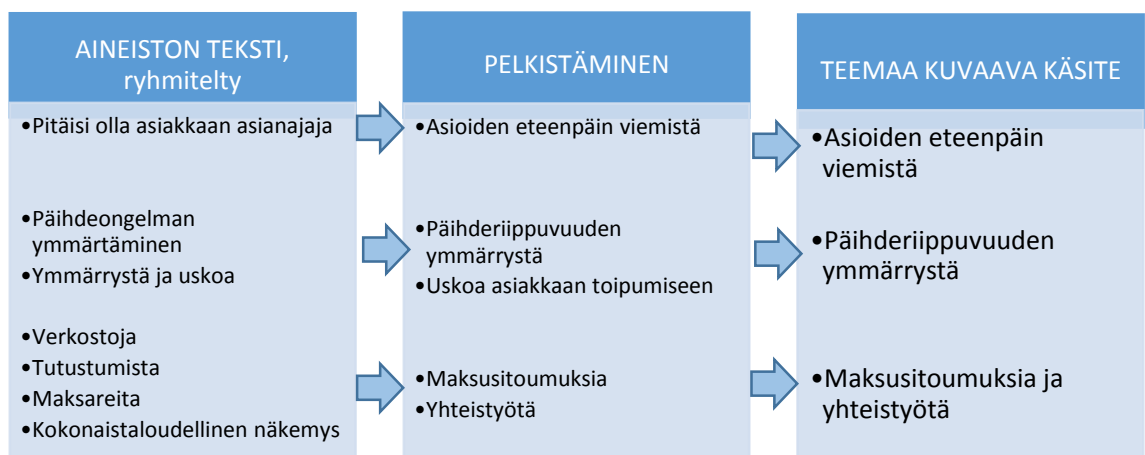 AINEISTON TEKSTI,
ryhmitelty
•Pitäisi olla asiakkaan asianajaja
•Päihdeongelman
ymmärtäminen
•Ymmärrystä ja uskoa
•Verkostoja
•Tutustumista
•Maksareita
•Kokonaistaloudellinen näkemys
PELKISTÄMINEN
•Asioiden eteenpäin viemistä
•Päihderiippuvuuden
ymmärrystä
•Uskoa asiakkaan toipumiseen
•Maksusitoumuksia
•Yhteistyötä
TEEMAA KUVAAVA KÄSITE
•Asioiden eteenpäin
viemistä
•Päihderiippuvuuden
ymmärrystä
•Maksusitoumuksia ja
yhteistyötä